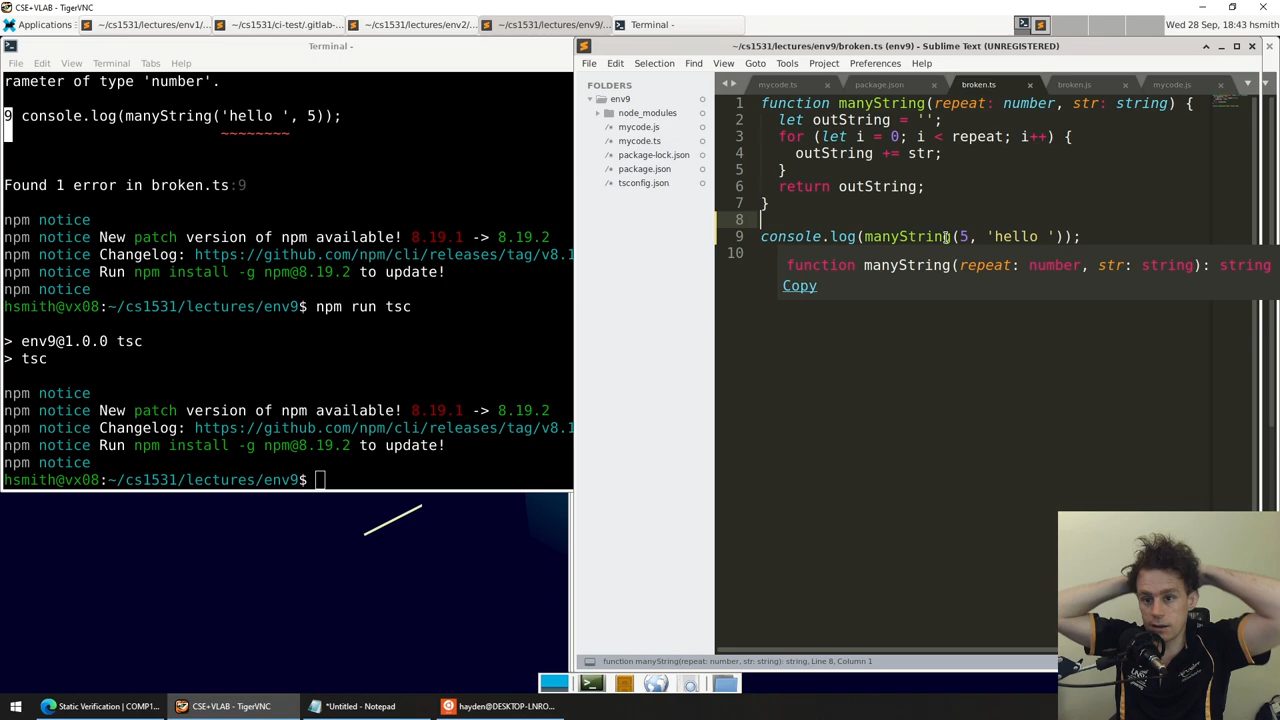 CSE+VLAB - TigerVNC
Applications
~/cs1531/lectures/env1/...
~/cs1531/ci-test/.gitlab-...
~/cs1531/lectures/env2/...
~/cs1531/lectures/env9/...
Terminal -
Wed 28 Sep, 18:43 hsmith
Terminal -
File Edit View Terminal Tabs Help
rameter of type 'number'.
9 console.log(manyString('hello ', 5));
~~~~~~~~
Found 1 error in broken.ts:9
npm notice
npm notice New patch version of npm available! 8.19.1 -> 8.19.2
npm notice Changelog: https://github.com/npm/cli/releases/tag/v8.1
npm notice Run npm install -g npm@8.19.2 to update!
npm notice
hsmith@vx08:~/cs1531/lectures/env9$ npm run tsc
> env9@1.0.0 tsc
> tsc
npm notice
npm notice New patch version of npm available! 8.19.1 -> 8.19.2
npm notice Changelog: https://github.com/npm/cli/releases/tag/v8.1
npm notice Run npm install -g npm@8.19.2 to update!
npm notice
hsmith@vx08:~/cs1531/lectures/env9$
~/cs1531/lectures/env9/broken.ts (env9) - Sublime Text (UNREGISTERED)
File Edit Selection Find View Goto Tools Project Preferences Help
FOLDERS
env9
node_modules
mycode.js
mycode.ts
package-lock.json
package.json
tsconfig.json
mycode.ts
package.json
broken.ts
broken.js
mycode.js
1 function manyString(repeat: number, str: string) {
2 let outString = '';
3 for (let i = 0; i < repeat; i++) {
4 outString += str;
5 }
6 return outString;
7 }
8
9 console.log(manyString(5, 'hello '));
10
function manyString(repeat: number, str: string): string
Copy
function manyString(repeat: number, str: string): string, Line 8, Column 1
Static Verification | COMP1...
CSE+VLAB - TigerVNC
*Untitled - Notepad
hayden@DESKTOP-LNRO...